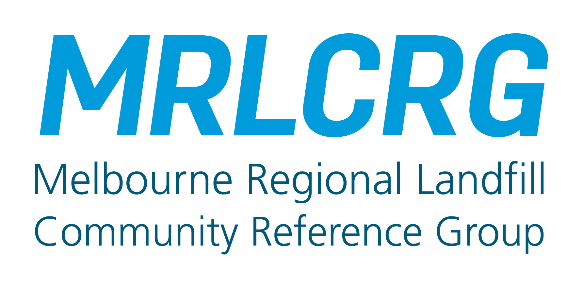 MRLCRG
Melbourne Regional Landfill
Community Reference Group